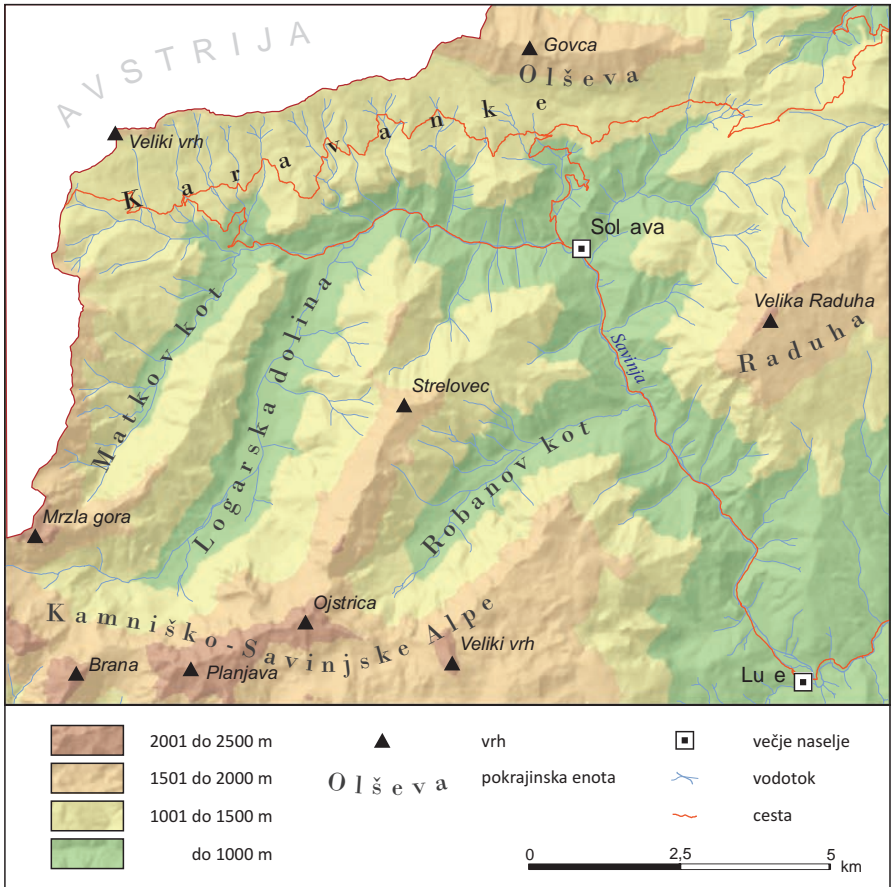 AVSTRIJA
Govca
Olševa
Veliki vrh
Karavanke
Sol ava
Velika Raduha
Raduha
Savinja
Matkov kot
Logarska dolina
Strelovec
Robanov kot
Mrzla gora
Ojstrica
Kamniško-Savinjske Alpe
Veliki vrh
Brana
Planjava
Lu e
2001 do 2500 m
vrh
večje naselje
1501 do 2000 m
Olševa
pokrajinska enota
vodotok
1001 do 1500 m
cesta
do 1000 m
0 2,5 5
km